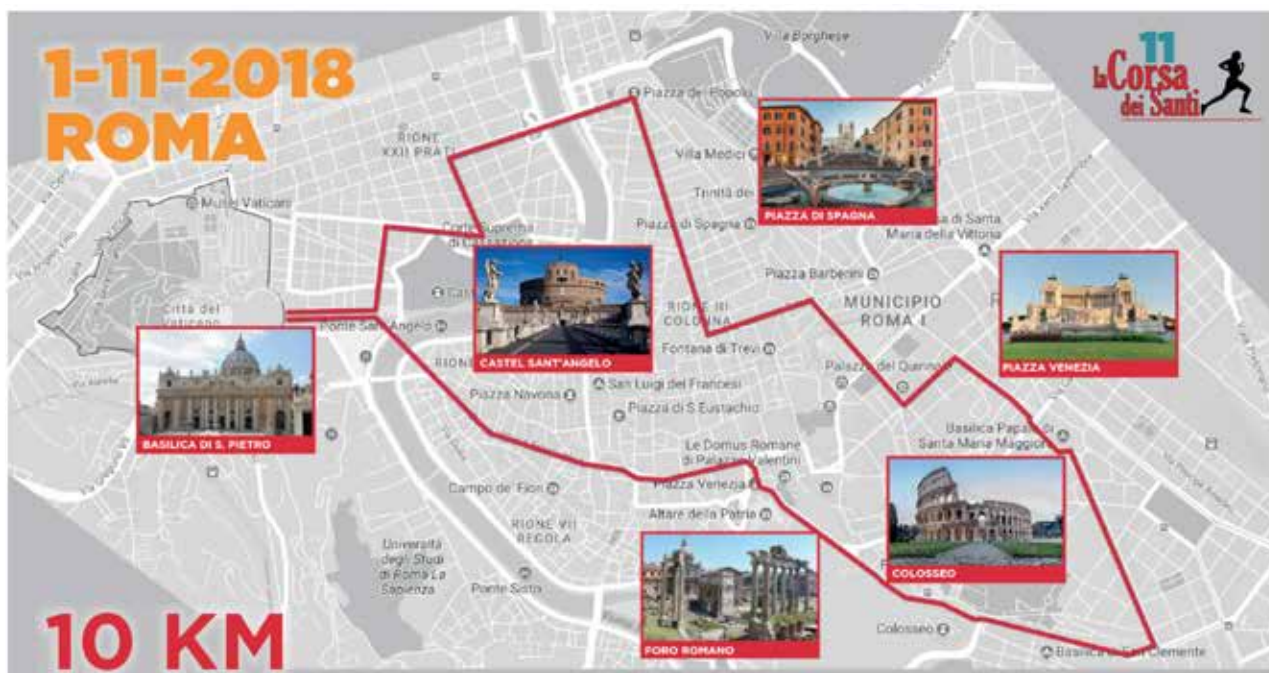 1-11-2018
ROMA
11
la Corsa
dei Santi
Villa Borghese
Piazza del Popolo
RIONE
XXII PRATI
Villa Medici
Trinità dei
PIAZZA DI SPAGNA
Musei Vaticani
Corte Suprema
di Cassazione
Piazza di Spagna
di Santa
Maria della Vittoria
Piazza Barberini
Città del
Vaticano
Ponte Sant'Angelo
CASTEL SANT'ANGELO
RIONE III
COLONNA
MUNICIPIO
ROMA I
PIAZZA VENEZIA
Fontana di Trevi
Palazzo del Quirinale
BASILICA DI S. PIETRO
RIONE
San Luigi dei Francesi
Piazza Navona
Piazza di S.Eustachio
Basilica Papale di
Santa Maria Maggiore
Le Domus Romane
di Palazzo Valentini
Campo de' Fiori
Piazza Venezia
Altare della Patria
RIONE VII
REGOLA
COLOSSEO
Università
degli Studi
di Roma La
Sapienza
Ponte Sisto
FORO ROMANO
Colosseo
Basilica di San Clemente
10 KM